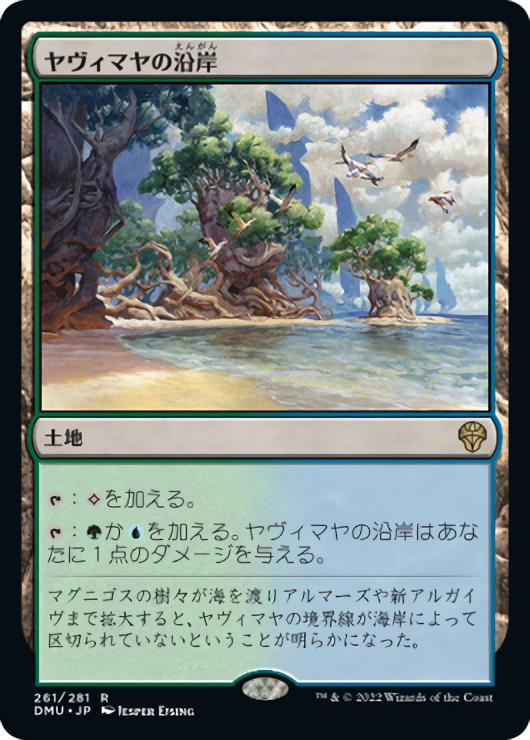 ヤヴィマヤの沿岸
えんがん
土地
：を加える。
：か を加える。ヤヴィマヤの沿岸はあな
たに１点のダメージを与える。
マグニゴスの樹々が海を渡りアルマーズや新アルガイ
ヴまで拡大すると、ヤヴィマヤの境界線が海岸によって
区切られていないということが明らかになった。
261/281 R
DMU • JP Jesper Ejsing
™ & © 2022 Wizards of the Coast